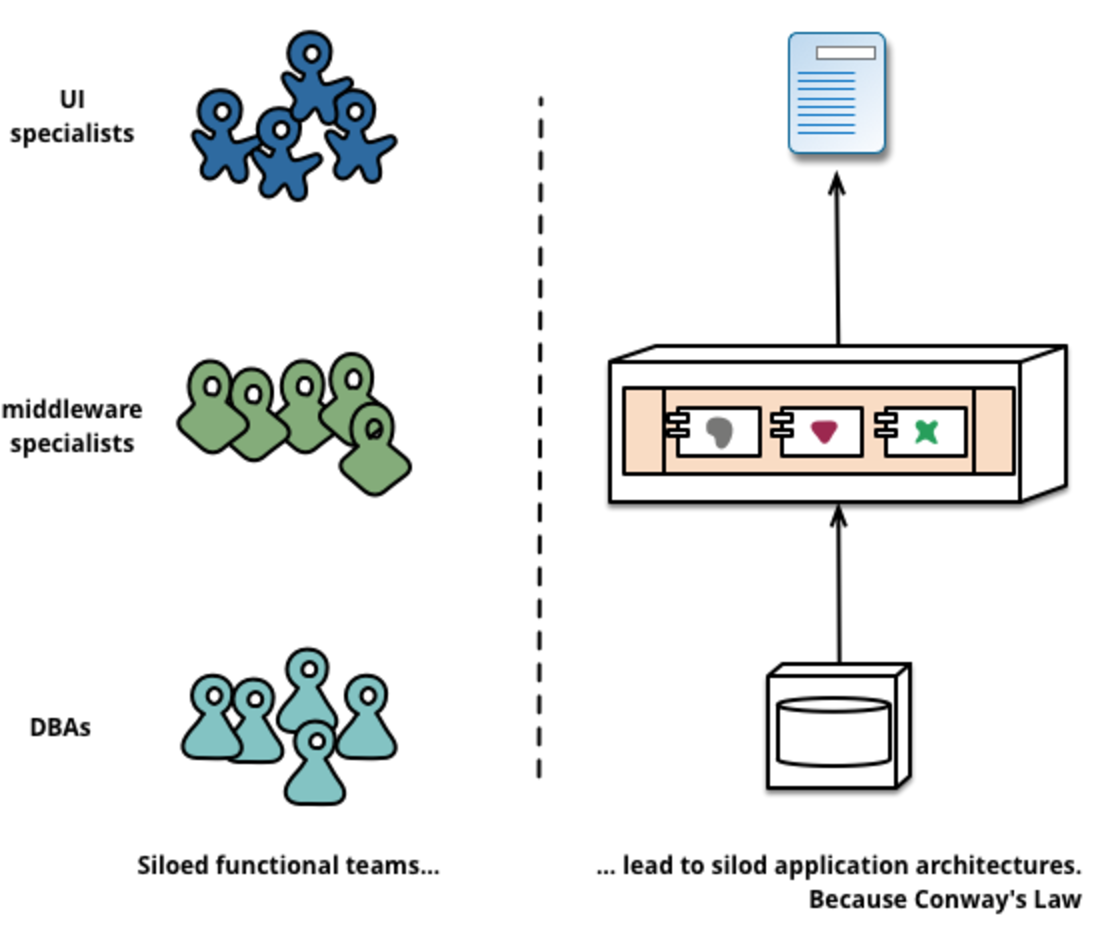 UI
specialists
middleware
specialists
DBAs
Siloed functional teams...
... lead to silod application architectures.
Because Conway's Law